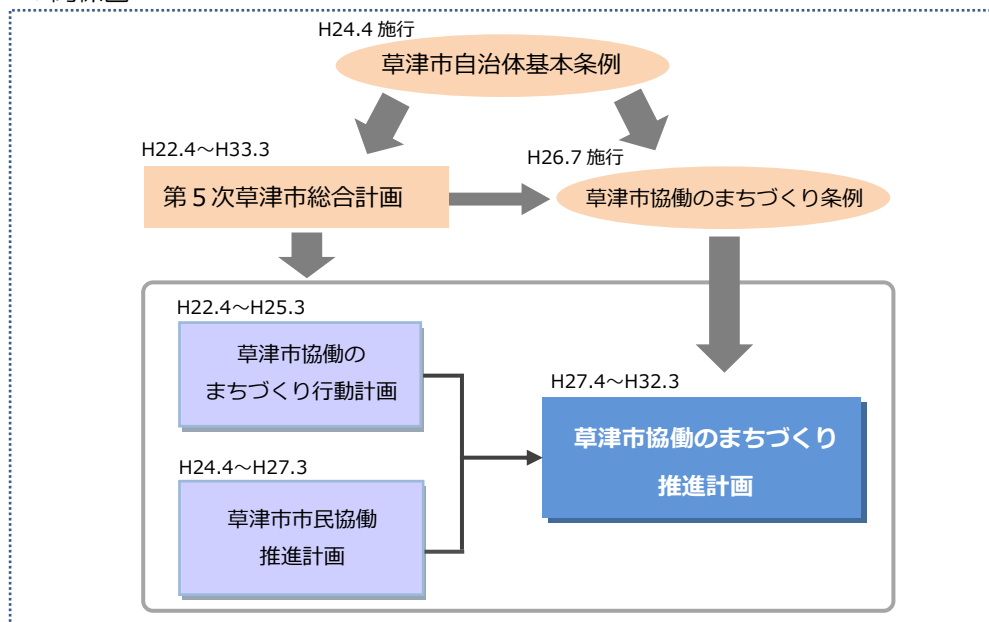 H24.4 施行
草津市自治体基本条例
H22.4～H33.3
第５次草津市総合計画
H26.7 施行
草津市協働のまちづくり条例
H22.4～H25.3
草津市協働の
まちづくり行動計画
H24.4～H27.3
草津市市民協働
推進計画
H27.4～H32.3
草津市協働のまちづくり
推進計画